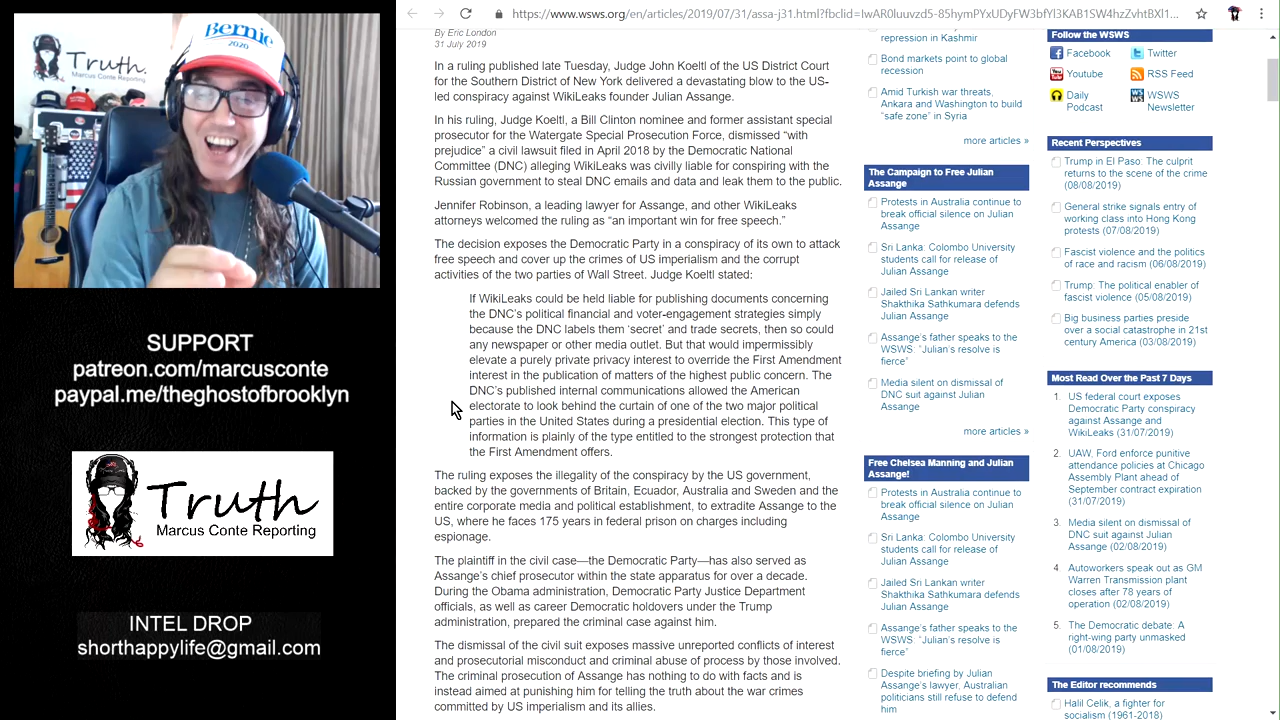 Bernie
2020
Truth.
Marcus Conte Reporting
SUPPORT
patreon.com/marcusconte
paypal.me/theghostofbrooklyn
Truth
Marcus Conte Reporting
INTEL DROP
shorthappylife@gmail.com
https://www.wsws.org/en/articles/2019/07/31/assa-j31.html?fbclid=
By Eric London
31 July 2019
In a ruling published late Tuesday, Judge John Koeltl of the US District Court
for the Southern District of New York delivered a devastating blow to the US-
led conspiracy against WikiLeaks founder Julian Assange.
In his ruling, Judge Koeltl, a Bill Clinton nominee and former assistant special
prosecutor for the Watergate Special Prosecution Force, dismissed “with
prejudice” a civil lawsuit filed in April 2018 by the Democratic National
Committee (DNC) alleging WikiLeaks was civilly liable for conspiring with the
Russian government to steal DNC emails and data and leak them to the public.
Jennifer Robinson, a leading lawyer for Assange, and other WikiLeaks
attorneys welcomed the ruling as “an important win for free speech.”
The decision exposes the Democratic Party in a conspiracy of its own to attack
free speech and cover up the crimes of US imperialism and the corrupt
activities of the two parties of Wall Street. Judge Koeltl stated:
If WikiLeaks could be held liable for publishing documents concerning
the DNC’s political financial and voter-engagement strategies simply
because the DNC labels them ‘secret’ and trade secrets, then so could
any newspaper or other media outlet. But that would impermissibly
elevate a purely private privacy interest to override the First Amendment
interest in the publication of matters of the highest public concern. The
DNC’s published internal communications allowed the American
electorate to look behind the curtain of one of the two major political
parties in the United States during a presidential election. This type of
information is plainly of the type entitled to the strongest protection that
the First Amendment offers.
The ruling exposes the illegality of the conspiracy by the US government,
backed by the governments of Britain, Ecuador, Australia and Sweden and the
entire corporate media and political establishment, to extradite Assange to the
US, where he faces 175 years in federal prison on charges including
espionage.
The plaintiff in the civil case—the Democratic Party—has also served as
Assange’s chief prosecutor within the state apparatus for over a decade.
During the Obama administration, Democratic Party Justice Department
officials, as well as career Democratic holdovers under the Trump
administration, prepared the criminal case against him.
The dismissal of the civil suit exposes massive unreported conflicts of interest
and prosecutorial misconduct and criminal abuse of process by those involved.
The criminal prosecution of Assange has nothing to do with facts and is
instead aimed at punishing him for telling the truth about the war crimes
committed by US imperialism and its allies.
repression in Kashmir
Bond markets point to global
recession
Amid Turkish war threats,
Ankara and Washington to build
“safe zone” in Syria
more articles »
The Campaign to Free Julian
Assange
Protests in Australia continue to
break official silence on Julian
Assange
Sri Lanka: Colombo University
students call for release of
Julian Assange
Jailed Sri Lankan writer
Shakthika Sathkumara defends
Julian Assange
Assange's father speaks to the
WSWS: “Julian's resolve is
fierce”
Media silent on dismissal of
DNC suit against Julian
Assange
more articles »
Free Chelsea Manning and Julian
Assange!
Protests in Australia continue to
break official silence on Julian
Assange
Sri Lanka: Colombo University
students call for release of
Julian Assange
Jailed Sri Lankan writer
Shakthika Sathkumara defends
Julian Assange
Assange's father speaks to the
WSWS: “Julian's resolve is
fierce”
Despite briefing by Julian
Assange's lawyer, Australian
politicians still refuse to defend
him
Follow the WSWS
Facebook
Twitter
Youtube
RSS Feed
Daily
Podcast
WSWS
Newsletter
Recent Perspectives
Trump in El Paso: The culprit
returns to the scene of the crime
(08/08/2019)
General strike signals entry of
working class into Hong Kong
protests (07/08/2019)
Fascist violence and the politics
of race and racism (06/08/2019)
Trump: The political enabler of
fascist violence (05/08/2019)
Big business parties preside
over a social catastrophe in 21st
century America (03/08/2019)
Most Read Over the Past 7 Days
1. US federal court exposes
Democratic Party conspiracy
against Assange and
WikiLeaks (31/07/2019)
2. UAW, Ford enforce punitive
attendance policies at Chicago
Assembly Plant ahead of
September contract expiration
(31/07/2019)
3. Media silent on dismissal of
DNC suit against Julian
Assange (02/08/2019)
4 Autoworkers speak out as GM
Warren Transmission plant
closes after 78 years of
operation (02/08/2019)
5. The Democratic debate: A
right-wing party unmasked
(01/08/2019)
The Editor recommends
Halil Celik, a fighter for
socialism (1961-2018)